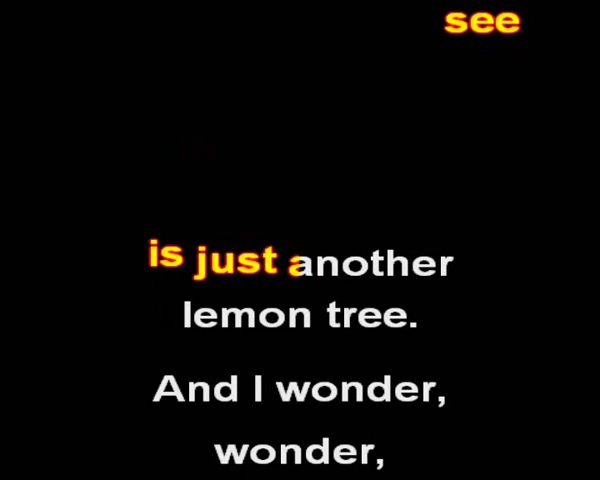 see
is just another
lemon tree.
And I wonder,
wonder,